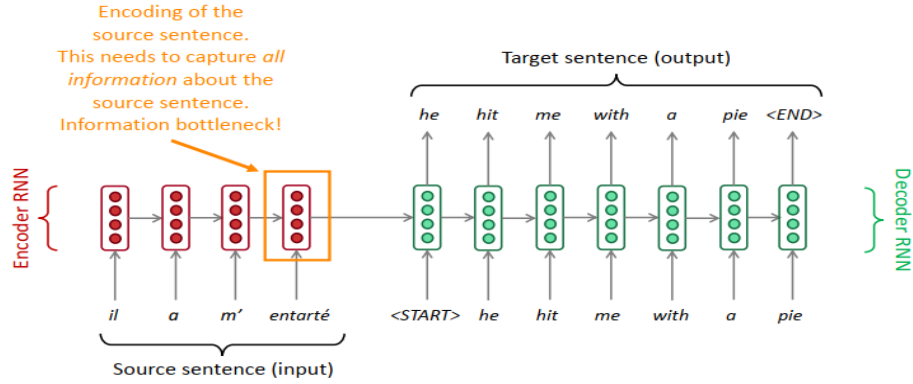 Encoding of the
source sentence.
This needs to capture all
information about the
source sentence.
Information bottleneck!
Target sentence (output)
he hit me with a pie <END>
Encoder RNN
Decoder RNN
il a m’ entarté
<START> he hit me with a pie
Source sentence (input)